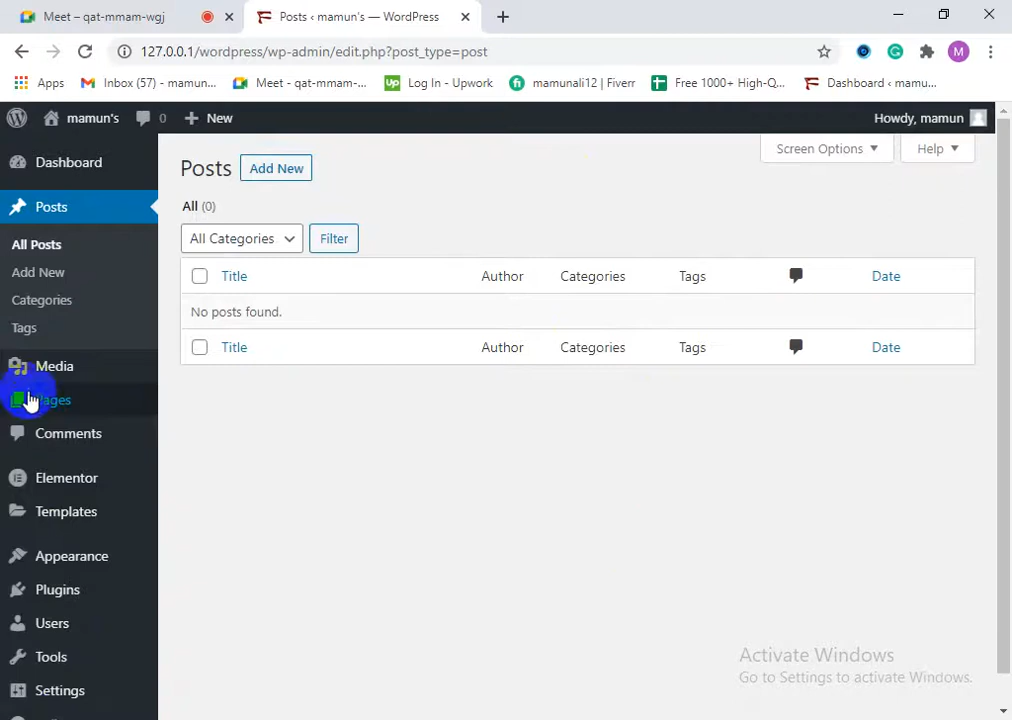 Meet – qat-mmam-wgj
Posts ‹ mamun's — WordPress
127.0.0.1/wordpress/wp-admin/edit.php?post_type=post
M
Apps
Inbox (57) - mamun...
Meet - qat-mmam-...
up
Log In - Upwork
fi
mamunali12 | Fiverr
Free 1000+ High-Q...
Dashboard ‹ mamu...
mamun's
0
New
Howdy, mamun
Dashboard
Posts
All Posts
Add New
Categories
Tags
Media
Pages
Comments
Elementor
Templates
Appearance
Plugins
Users
Tools
Settings
Screen Options
Help
Posts
Add New
All (0)
All Categories
Filter
Title
Author
Categories
Tags
Date
No posts found.
Title
Author
Categories
Tags
Date
Activate Windows
Go to Settings to activate Windows.